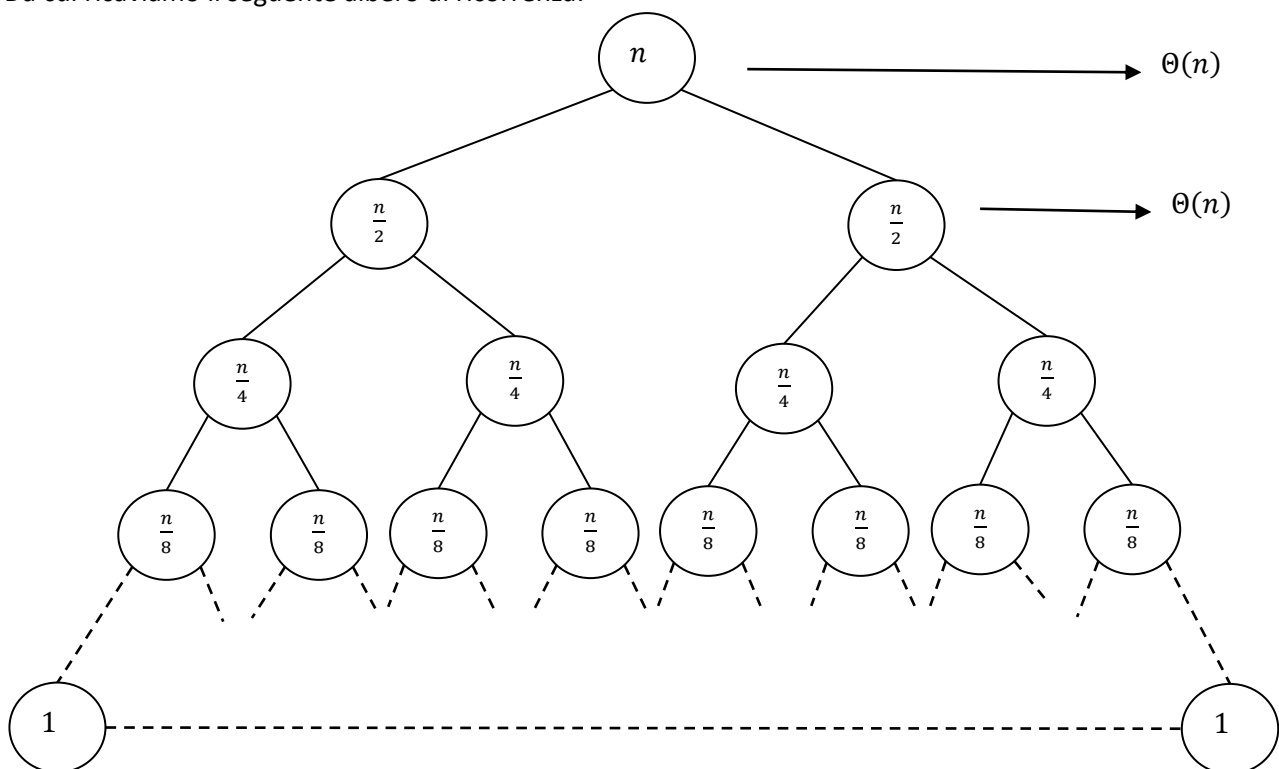 Da cui ricaviamo il seguente albero di ricorrenza:
n Θ(n)
n/2 n/2 Θ(n)
n/4 n/4 n/4 n/4
n/8 n/8 n/8 n/8 n/8 n/8 n/8 n/8
1 1